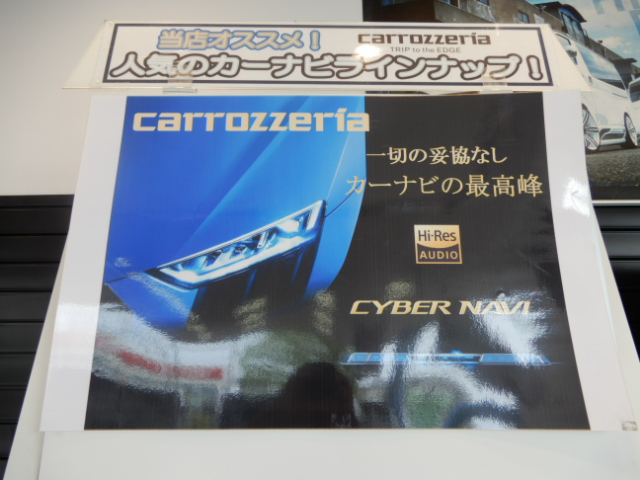 当店オススメ！
carrozzeria
TRIP to the EDGE
人気のカーナビラインナップ！
carrozzeria
一切の妥協なし
カーナビの最高峰
Hi-Res
AUDIO
CYBER NAVI